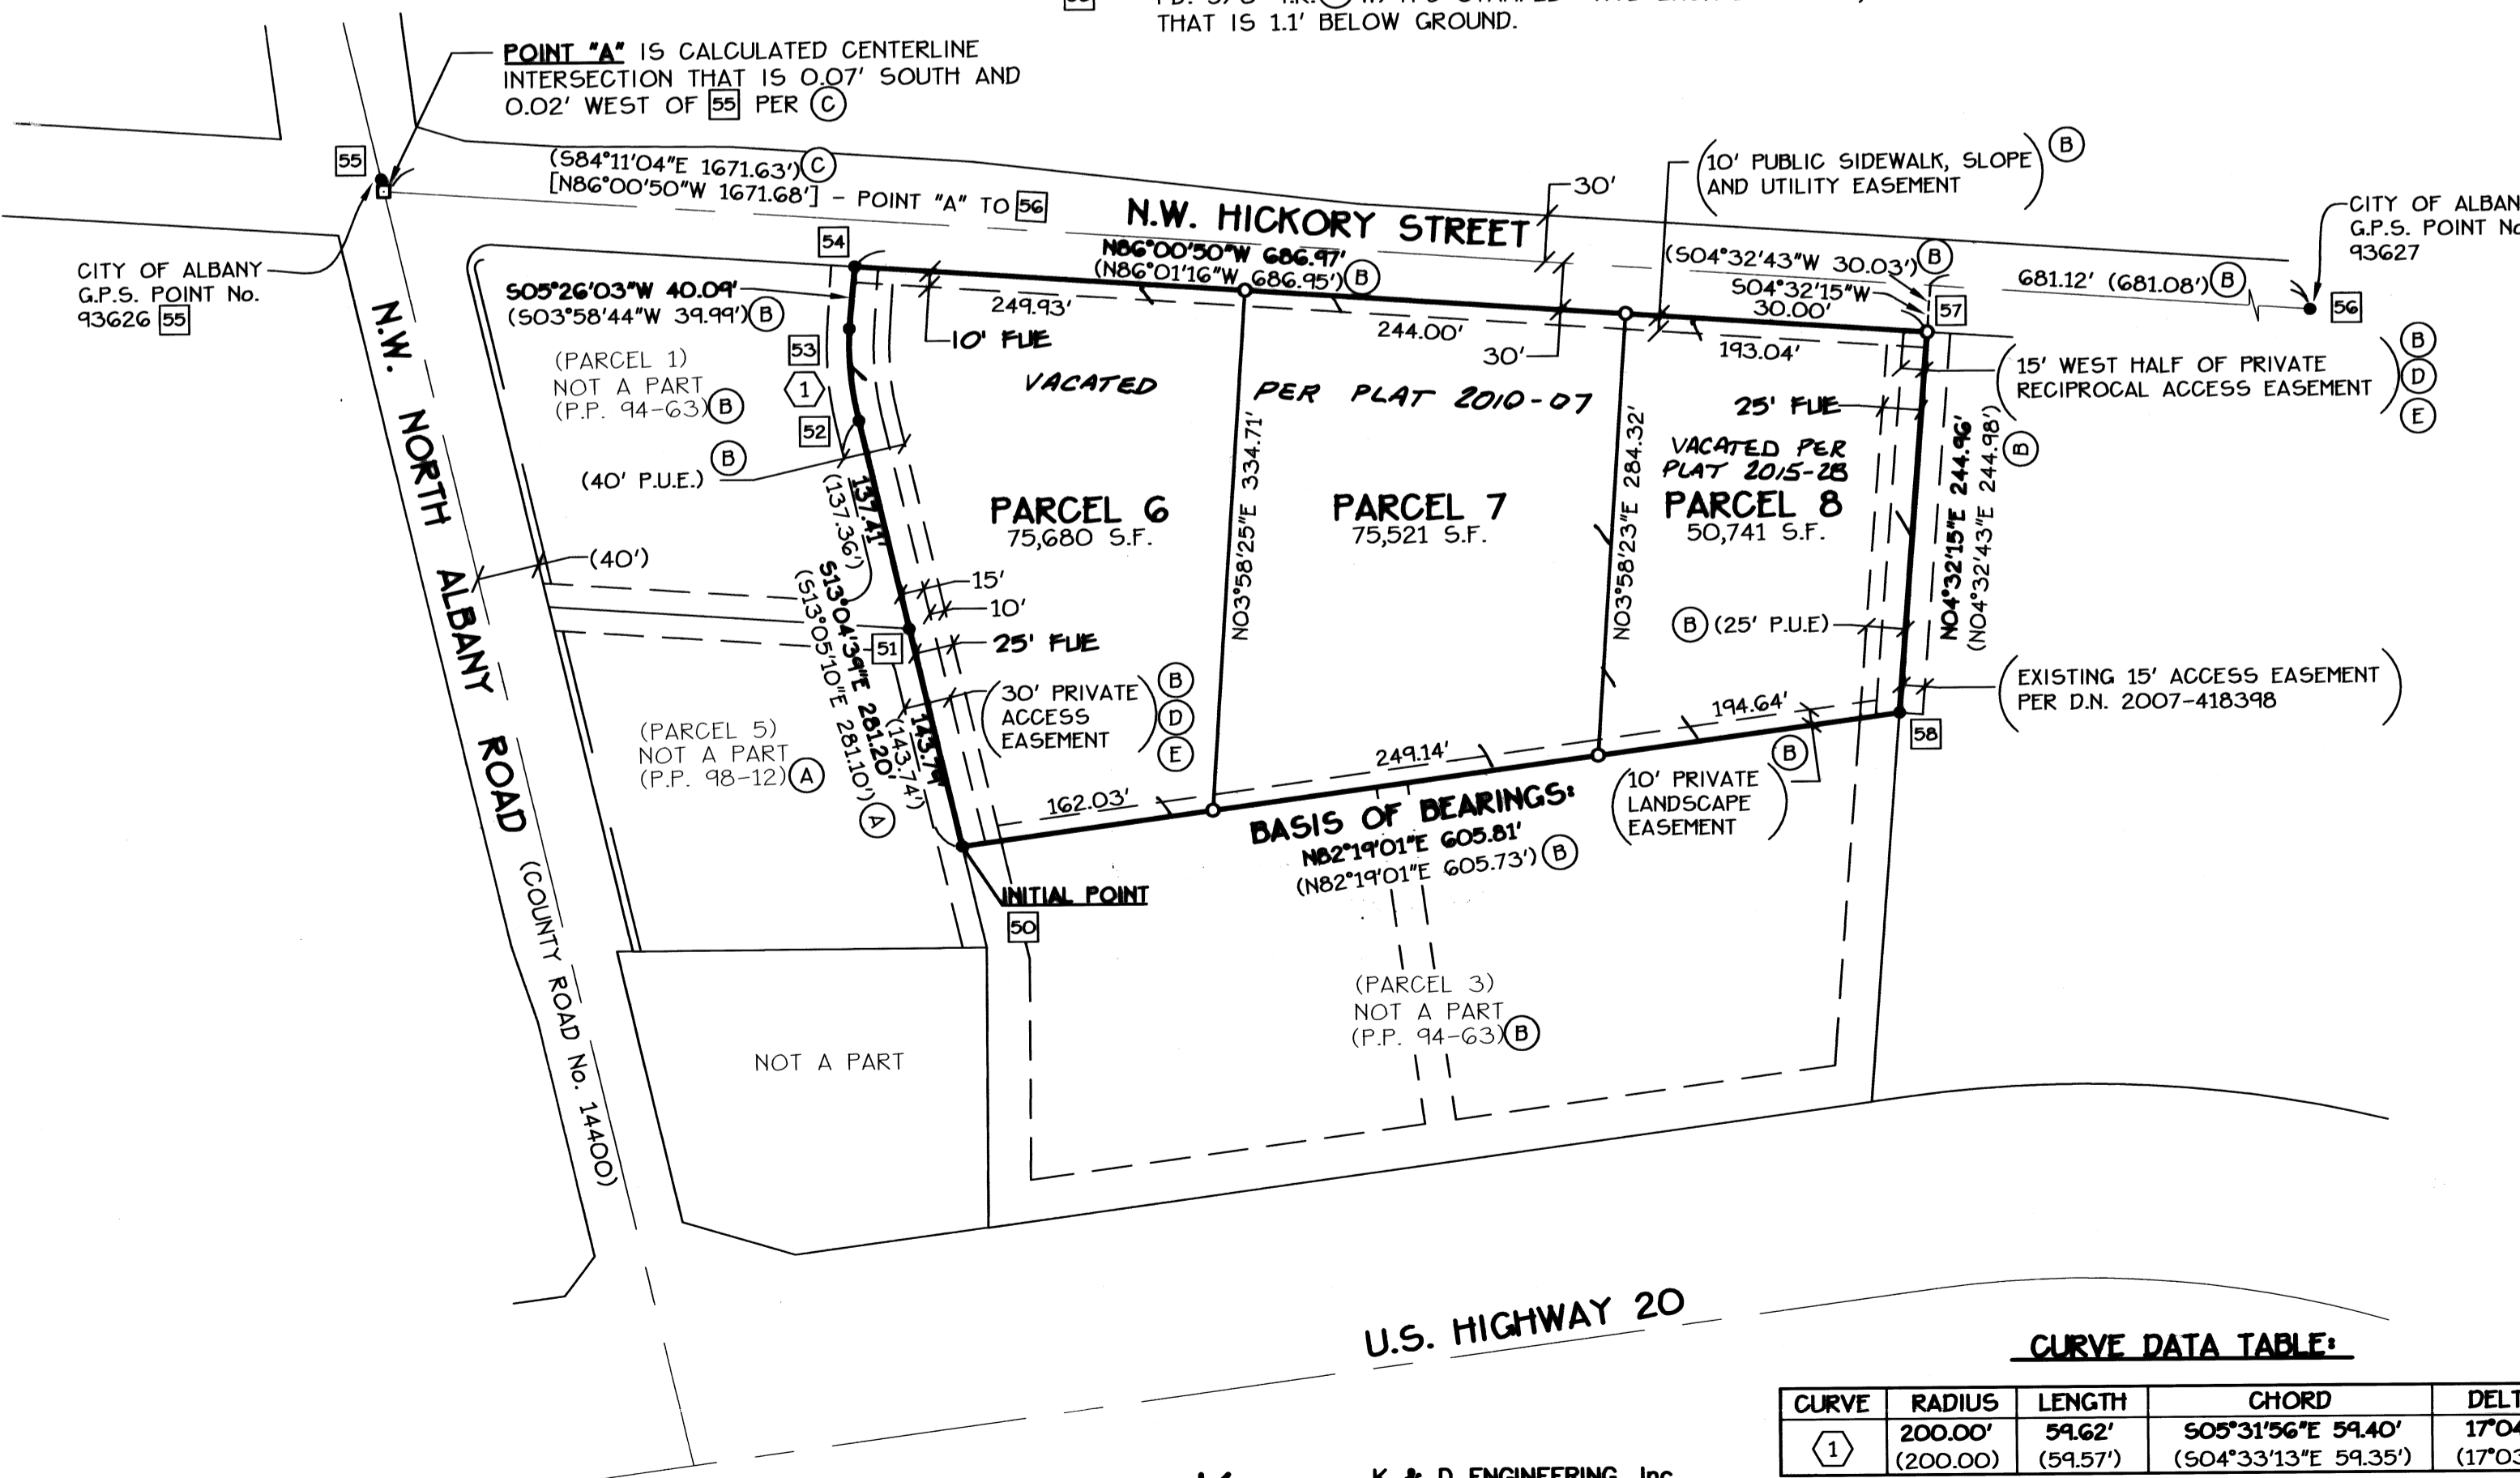 THAT IS 1.1' BELOW GROUND.
POINT "A" IS CALCULATED CENTERLINE
INTERSECTION THAT IS 0.07' SOUTH AND
0.02' WEST OF 55 PER C
55
(S84°11'04"E 1671.63') C
[N86°00'50"W 1671.68'] - POINT "A" TO 56
N.W. HICKORY STREET
30'
(10' PUBLIC SIDEWALK, SLOPE
AND UTILITY EASEMENT) B
CITY OF ALBAN
G.P.S. POINT No
93627
56
CITY OF ALBANY
G.P.S. POINT No.
93626 55
54
N86°00'50"W 686.97'
(N86°01'16"W 686.95') B
(S04°32'43"W 30.03') B
S04°32'15"W
30.00'
57
681.12' (681.08') B
S05°26'03"W 40.09'
(S03°58'44"W 39.99') B
249.93'
244.00'
193.04'
10' FUE
30'
53
1
52
(PARCEL 1)
NOT A PART
(P.P. 94-63) B
VACATED PER PLAT 2010-07
(15' WEST HALF OF PRIVATE
RECIPROCAL ACCESS EASEMENT)
B
D
E
25' FUE
VACATED PER
PLAT 2015-28
(40' P.U.E.) B
137.41'
(137.36')
PARCEL 6
75,680 S.F.
N03°58'25"E 334.71'
PARCEL 7
75,521 S.F.
N03°58'23"E 284.32'
PARCEL 8
50,741 S.F.
N04°32'15"E 244.96'
(N04°32'43"E 244.98') B
(40')
15'
10'
B (25' P.U.E)
51
25' FUE
S13°04'39"E 281.20'
(S13°05'10"E 281.10') A
143.79'
(143.74')
(30' PRIVATE
ACCESS
EASEMENT)
B
D
E
(EXISTING 15' ACCESS EASEMENT
PER D.N. 2007-418398)
58
(PARCEL 5)
NOT A PART
(P.P. 98-12) A
162.03'
249.14'
194.64'
(10' PRIVATE
LANDSCAPE
EASEMENT) B
BASIS OF BEARINGS:
N82°19'01"E 605.81'
(N82°19'01"E 605.73') B
INITIAL POINT
50
N.W. NORTH ALBANY ROAD (COUNTY ROAD No. 14400)
(PARCEL 3)
NOT A PART
(P.P. 94-63) B
NOT A PART
U.S. HIGHWAY 20
CURVE DATA TABLE:
CURVE RADIUS LENGTH CHORD DELT
1 200.00' 59.62' S05°31'56"E 59.40' 17°04
(200.00) (59.57') (S04°33'13"E 59.35') (17°03
K & D ENGINEERING, Inc.